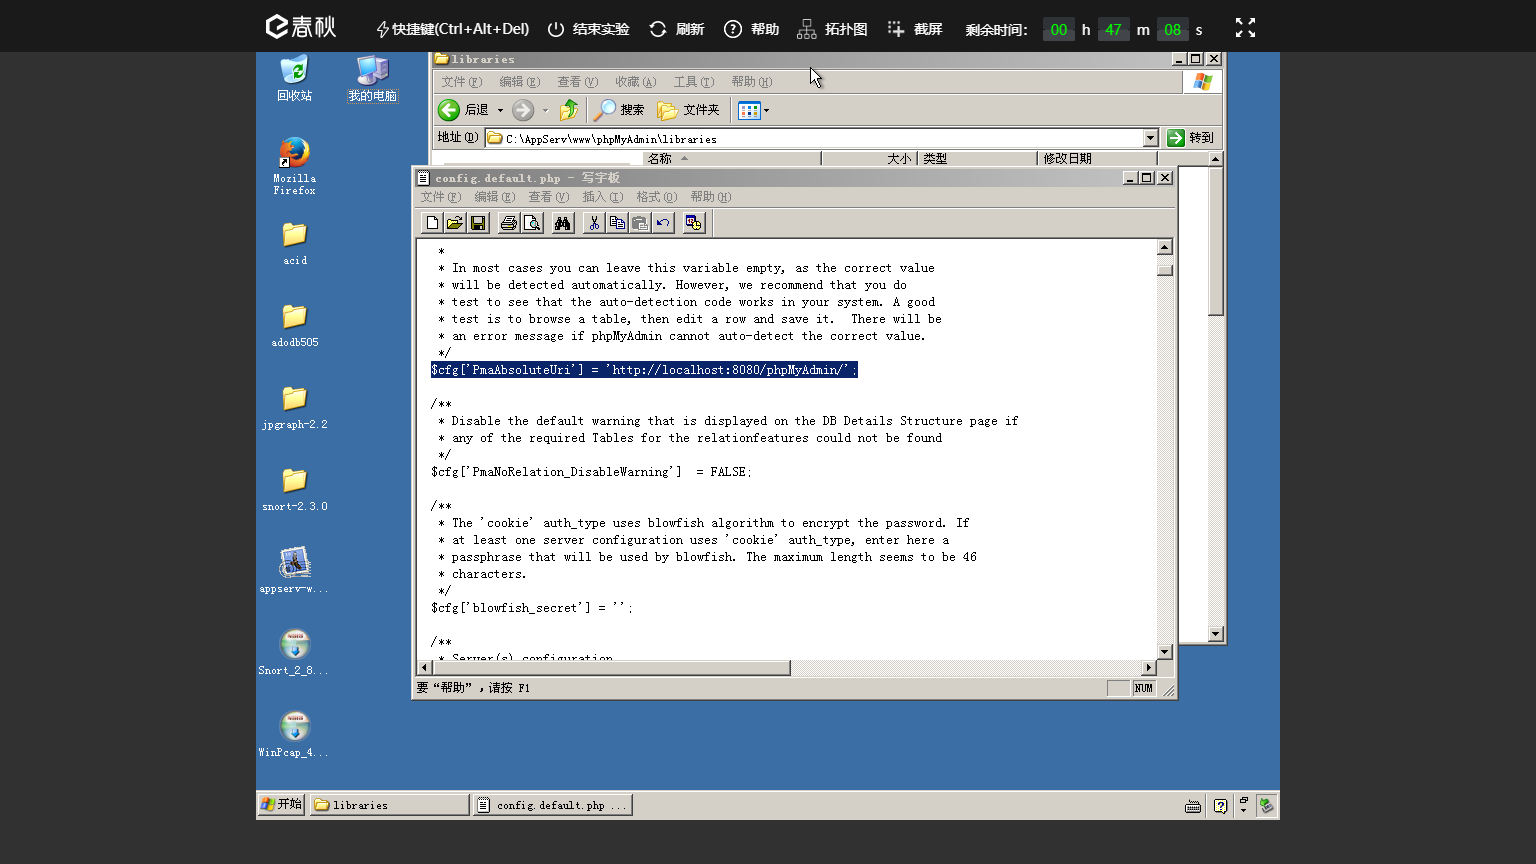 春秋 快捷键(Ctrl+Alt+Del) 结束实验 刷新 帮助 拓扑图 截屏 剩余时间: 00 h 47 m 08 s
回收站
我的电脑
Mozilla
Firefox
acid
adodb505
jpgraph-2.2
snort-2.3.0
appserv-w...
Snort_2_8...
WinPcap_4...
libraries
文件(F) 编辑(E) 查看(V) 收藏(A) 工具(T) 帮助(H)
后退 搜索 文件夹
地址(D) C:\AppServ\www\phpMyAdmin\libraries 转到
名称 大小 类型 修改日期
config.default.php - 写字板
文件(F) 编辑(E) 查看(V) 插入(I) 格式(O) 帮助(H)
*
* In most cases you can leave this variable empty, as the correct value
* will be detected automatically. However, we recommend that you do
* test to see that the auto-detection code works in your system. A good
* test is to browse a table, then edit a row and save it.  There will be
* an error message if phpMyAdmin cannot auto-detect the correct value.
*/
$cfg['PmaAbsoluteUri'] = 'http://localhost:8080/phpMyAdmin/';
/**
* Disable the default warning that is displayed on the DB Details Structure page if
* any of the required Tables for the relationfeatures could not be found
*/
$cfg['PmaNoRelation_DisableWarning']  = FALSE;
/**
* The 'cookie' auth_type uses blowfish algorithm to encrypt the password. If
* at least one server configuration uses 'cookie' auth_type, enter here a
* passphrase that will be used by blowfish. The maximum length seems to be 46
* characters.
*/
$cfg['blowfish_secret'] = '';
/**
* Server(s) configuration
要“帮助”，请按 F1
NUM
开始 libraries config.default.php ...